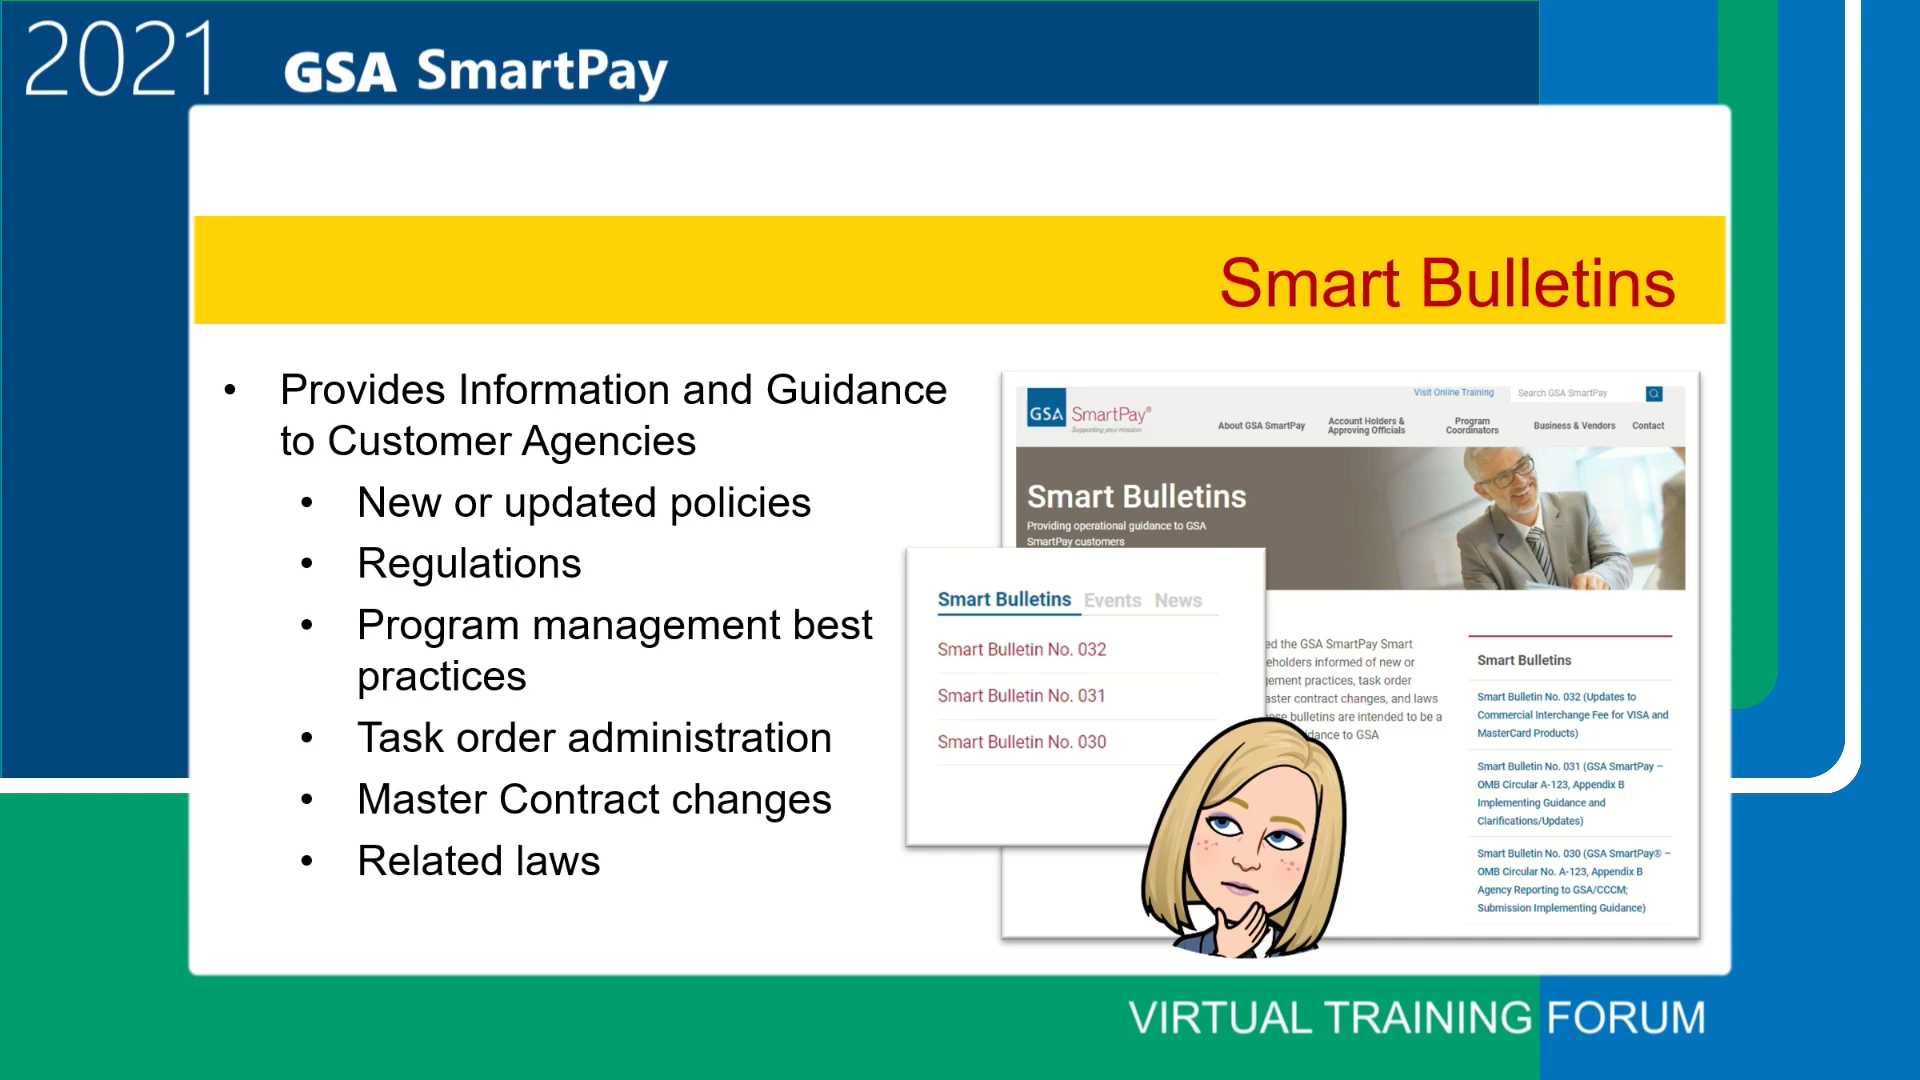 2021 GSA SmartPay
Smart Bulletins
• Provides Information and Guidance
to Customer Agencies
• New or updated policies
• Regulations
• Program management best
practices
• Task order administration
• Master Contract changes
• Related laws
Visit Online Training Search GSA SmartPay
GSA SmartPay®
Supporting your mission
About GSA SmartPay
Account Holders &
Approving Officials
Program
Coordinators
Business & Vendors
Contact
Smart Bulletins
Providing operational guidance to GSA
SmartPay customers
Smart Bulletins Events News
Smart Bulletin No. 032
Smart Bulletin No. 031
Smart Bulletin No. 030
the GSA SmartPay Smart
informed of new or
practices, task order
contract changes, and laws
bulletins are intended to be a
to GSA
Smart Bulletins
Smart Bulletin No. 032 (Updates to
Commercial Interchange Fee for VISA and
MasterCard Products)
Smart Bulletin No. 031 (GSA SmartPay –
OMB Circular A-123, Appendix B
Implementing Guidance and
Clarifications/Updates)
Smart Bulletin No. 030 (GSA SmartPay® –
OMB Circular No. A-123, Appendix B
Agency Reporting to GSA/CCCM;
Submission Implementing Guidance)
VIRTUAL TRAINING FORUM